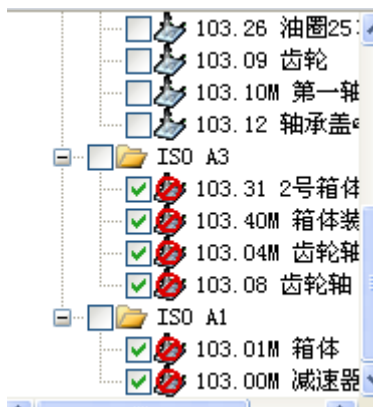 103.26 油圈25
103.09 齿轮
103.10M 第一轴
103.12 轴承盖
ISO A3
103.31 2号箱体
103.40M 箱体装
103.04M 齿轮轴
103.08 齿轮轴
ISO A1
103.01M 箱体
103.00M 减速器